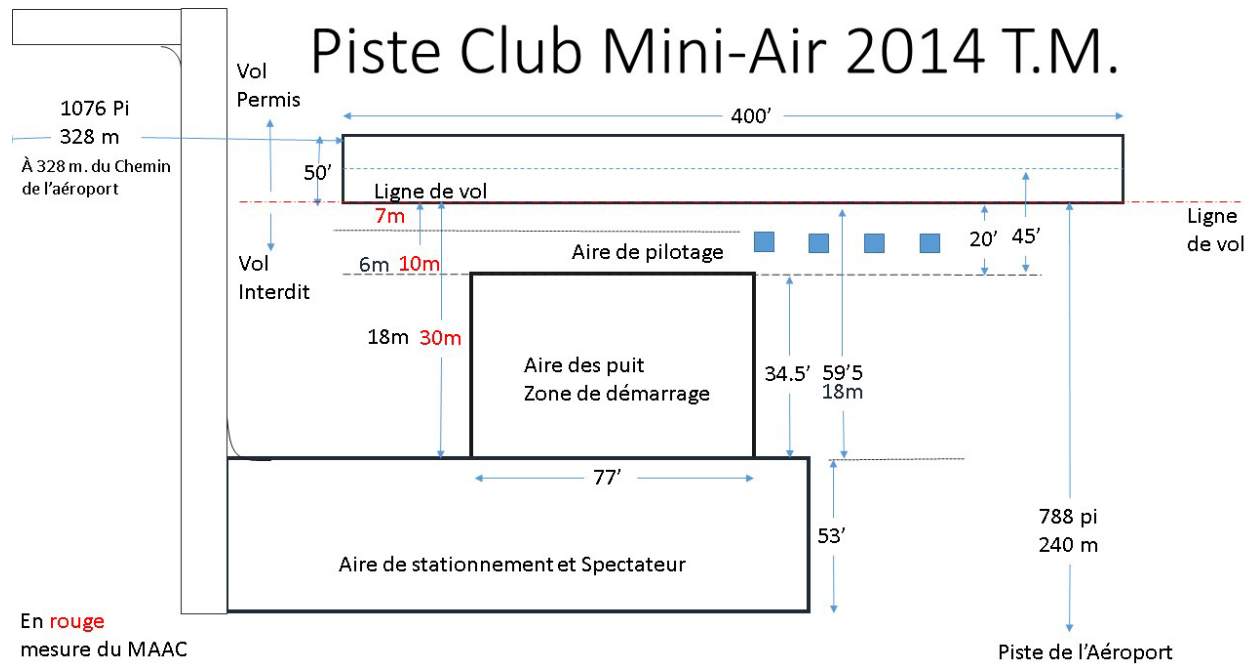 Piste Club Mini-Air 2014 T.M.
Vol
Permis
1076 Pi
328 m
À 328 m. du Chemin
de l’aéroport
400’
50’
Ligne de vol
7m
Ligne
de vol
Aire de pilotage
20’
45’
6m 10m
Vol
Interdit
18m 30m
Aire des puit
Zone de démarrage
34.5’
59’5
18m
77’
788 pi
240 m
53’
Aire de stationnement et Spectateur
En rouge
mesure du MAAC
Piste de l’Aéroport